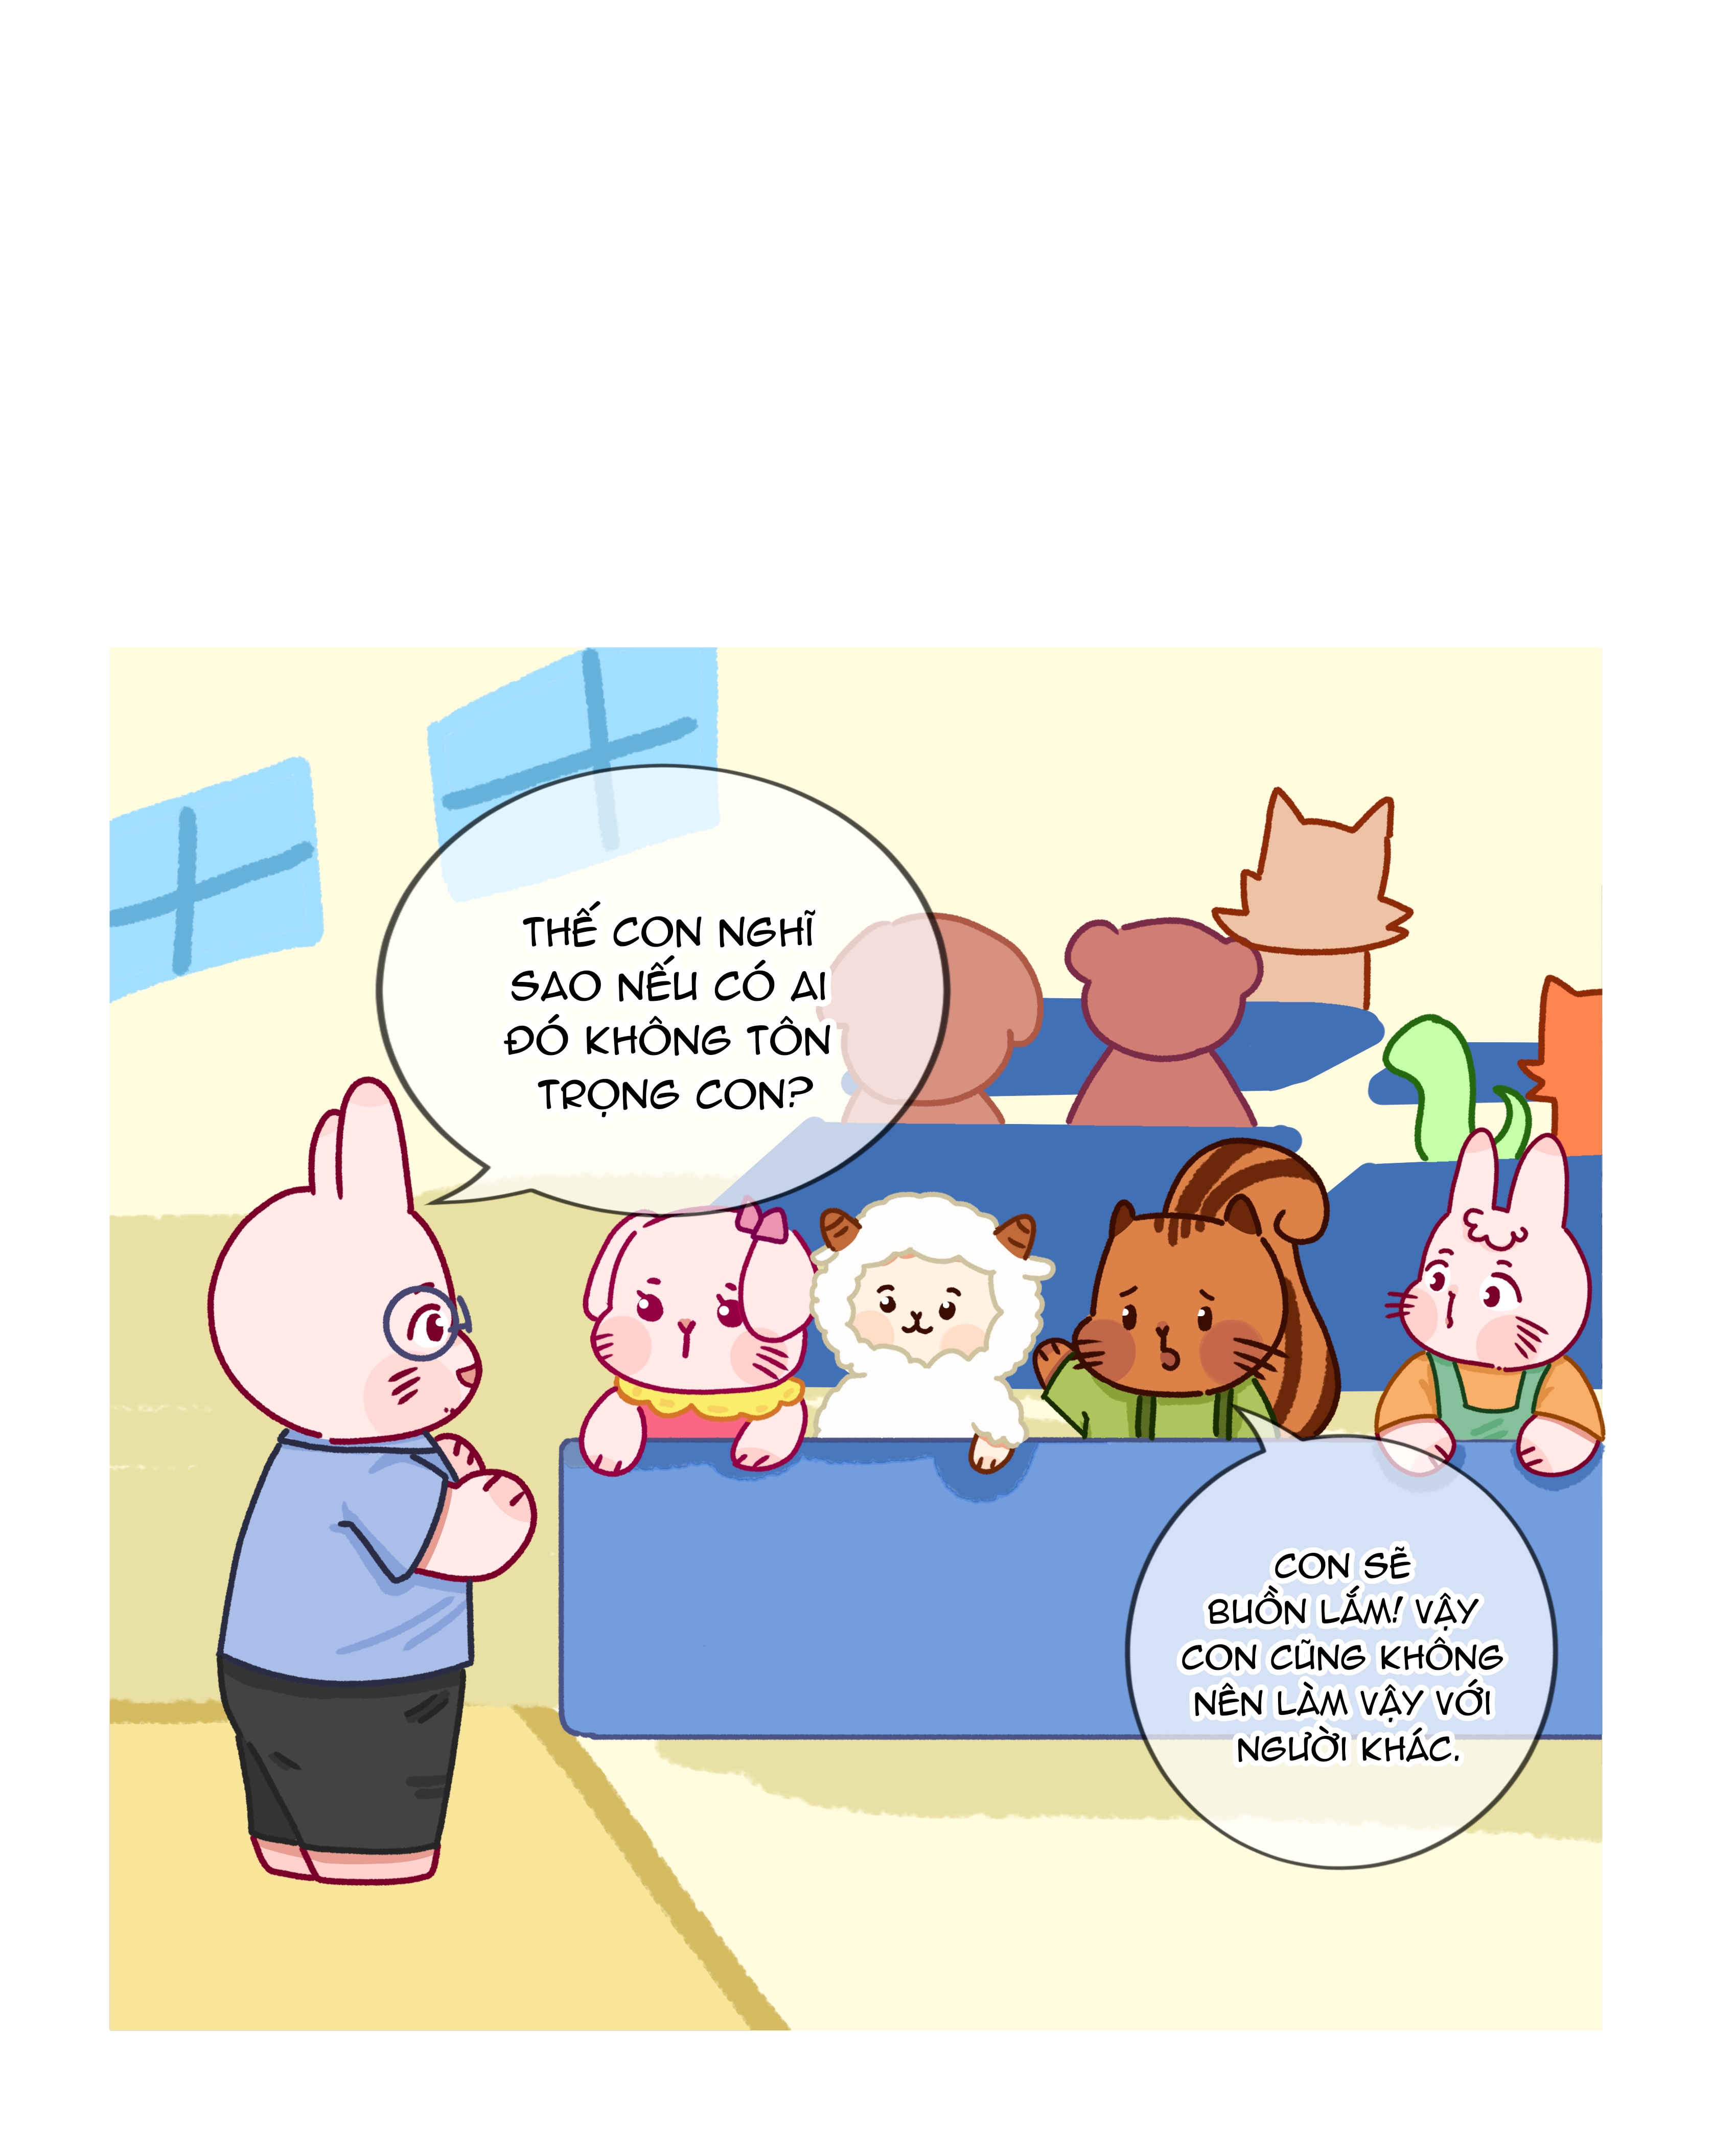 THẾ CON NGHĨ
SAO NẾU CÓ AI
ĐÓ KHÔNG TÔN
TRỌNG CON?
CON SẼ
BUỒN LẮM! VẬY
CON CŨNG KHÔNG
NÊN LÀM VẬY VỚI
NGƯỜI KHÁC.